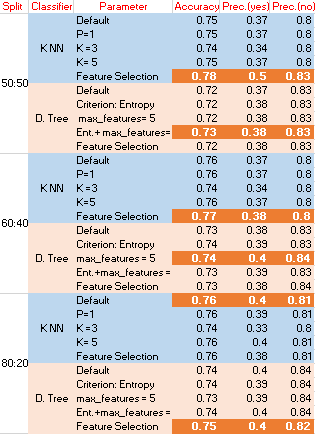 Split Classifier Parameter Accuracy Prec.(yes) Prec.(no)
Default 0.75 0.37 0.8
P=1 0.75 0.37 0.8
KNN K =3 0.74 0.34 0.8
K= 5 0.75 0.37 0.8
Feature Selection 0.78 0.5 0.83
50:50
Default 0.72 0.37 0.83
Criterion: Entropy 0.72 0.38 0.83
D. Tree max_features= 5 0.72 0.38 0.83
Ent.+ max_features= 0.73 0.38 0.83
Feature Selection 0.72 0.38 0.83
Default 0.76 0.37 0.8
P=1 0.76 0.37 0.8
KNN K =3 0.74 0.34 0.8
K=5 0.76 0.37 0.8
Feature Selection 0.77 0.38 0.8
60:40
Default 0.73 0.38 0.83
Criterion: Entropy 0.74 0.39 0.83
D. Tree max_features = 5 0.74 0.4 0.84
Ent.+max_features = 0.73 0.39 0.83
Feature Selection 0.73 0.38 0.84
Default 0.76 0.4 0.81
P=1 0.76 0.39 0.81
KNN K =3 0.74 0.33 0.8
K= 5 0.76 0.4 0.81
Feature Selection 0.76 0.38 0.81
80:20
Default 0.74 0.4 0.84
Criterion: Entropy 0.74 0.39 0.84
D. Tree max_features = 5 0.73 0.39 0.84
Ent.+max_features = 0.74 0.4 0.84
Feature Selection 0.75 0.4 0.82